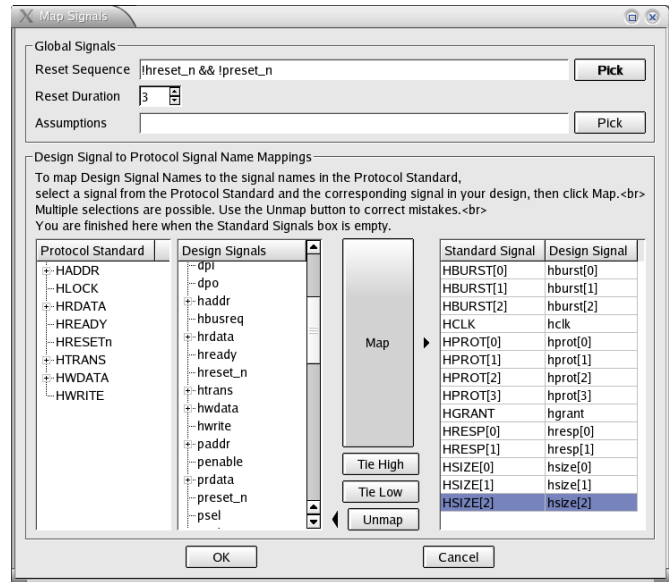 Map Signals
Global Signals
Reset Sequence !hreset_n && !preset_n Pick
Reset Duration 3
Assumptions Pick
Design Signal to Protocol Signal Name Mappings
To map Design Signal Names to the signal names in the Protocol Standard,
select a signal from the Protocol Standard and the corresponding signal in your design, then click Map.<br>
Multiple selections are possible. Use the Unmap button to correct mistakes.<br>
You are finished here when the Standard Signals box is empty.
Protocol Standard
HADDR
HLOCK
HRDATA
HREADY
HRESETn
HTRANS
HWDATA
HWRITE
Design Signals
dpi
dpo
haddr
hbusreq
hrdata
hready
hreset_n
htrans
hwdata
hwrite
paddr
penable
prdata
preset_n
psel
Map
Tie High
Tie Low
Unmap
Standard Signal Design Signal
HBURST[0] hburst[0]
HBURST[1] hburst[1]
HBURST[2] hburst[2]
HCLK hclk
HPROT[0] hprot[0]
HPROT[1] hprot[1]
HPROT[2] hprot[2]
HPROT[3] hprot[3]
HGRANT hgrant
HRESP[0] hresp[0]
HRESP[1] hresp[1]
HSIZE[0] hsize[0]
HSIZE[1] hsize[1]
HSIZE[2] hsize[2]
OK Cancel